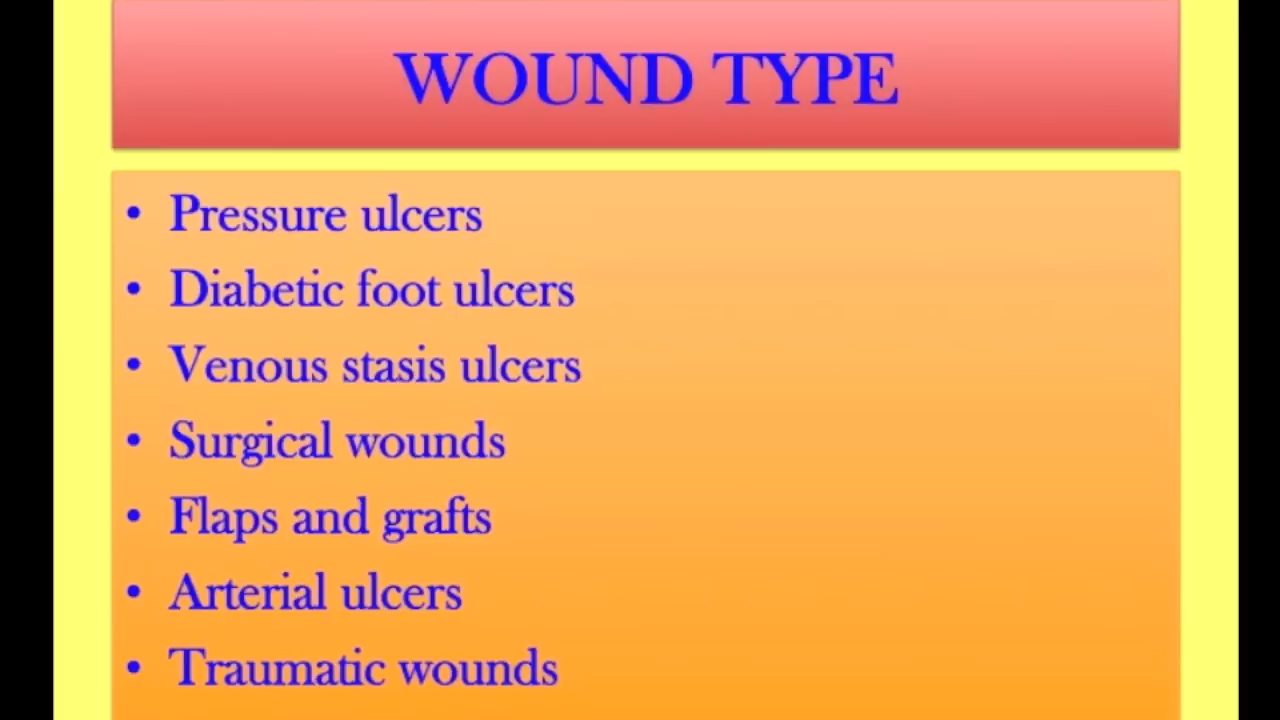 WOUND TYPE
• Pressure ulcers
• Diabetic foot ulcers
• Venous stasis ulcers
• Surgical wounds
• Flaps and grafts
• Arterial ulcers
• Traumatic wounds